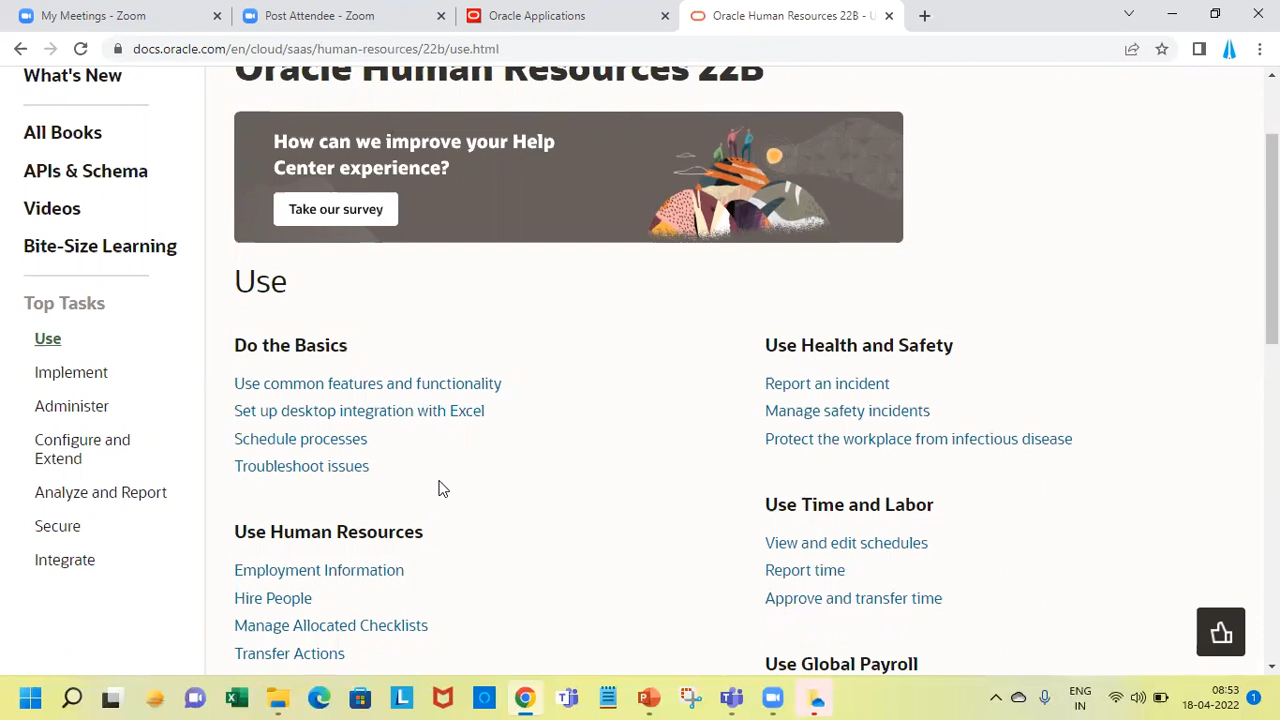 My Meetings - Zoom
Post Attendee - Zoom
Oracle Applications
Oracle Human Resources 22B - U
docs.oracle.com/en/cloud/saas/human-resources/22b/use.html
What's New
All Books
APIs & Schema
Videos
Bite-Size Learning
Top Tasks
Use
Implement
Administer
Configure and
Extend
Analyze and Report
Secure
Integrate
Oracle Human Resources 22B
How can we improve your Help
Center experience?
Take our survey
Use
Do the Basics
Use common features and functionality
Set up desktop integration with Excel
Schedule processes
Troubleshoot issues
Use Human Resources
Employment Information
Hire People
Manage Allocated Checklists
Transfer Actions
Use Health and Safety
Report an incident
Manage safety incidents
Protect the workplace from infectious disease
Use Time and Labor
View and edit schedules
Report time
Approve and transfer time
Use Global Payroll
ENG
IN
08:53
18-04-2022
1